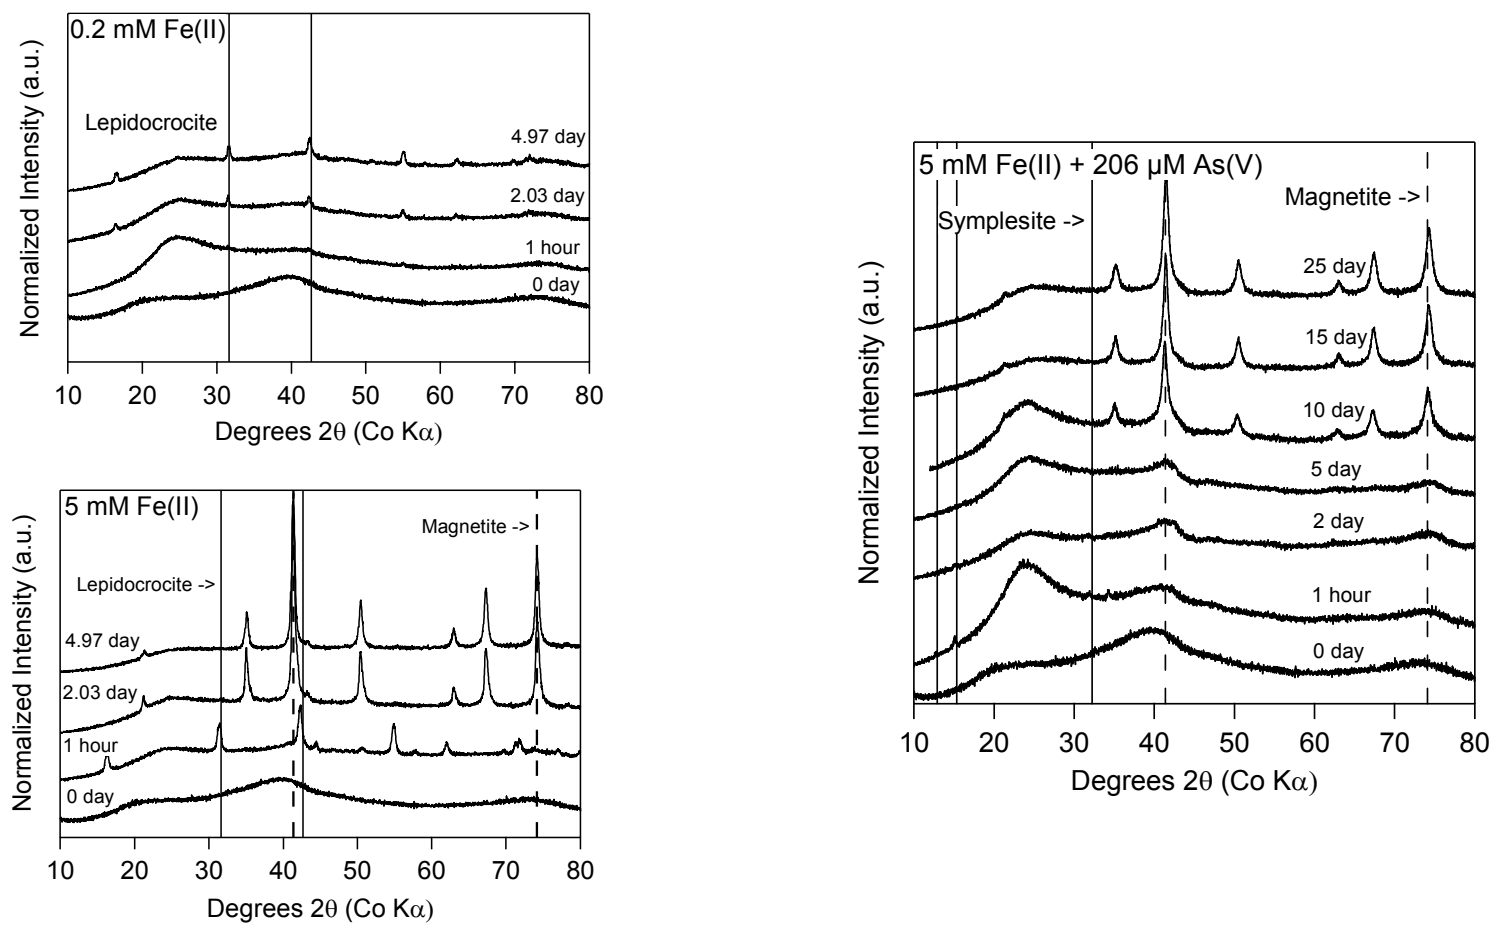 0.2 mM Fe(II)
Lepidocrocite
4.97 day
2.03 day
1 hour
0 day
Normalized Intensity (a.u.)
10 20 30 40 50 60 70 80
Degrees 2θ (Co Kα)
5 mM Fe(II)
Magnetite ->
Lepidocrocite ->
4.97 day
2.03 day
1 hour
0 day
Normalized Intensity (a.u.)
10 20 30 40 50 60 70 80
Degrees 2θ (Co Kα)
5 mM Fe(II) + 206 µM As(V)
Magnetite ->
Symplesite ->
25 day
15 day
10 day
5 day
2 day
1 hour
0 day
Normalized Intensity (a.u.)
10 20 30 40 50 60 70 80
Degrees 2θ (Co Kα)